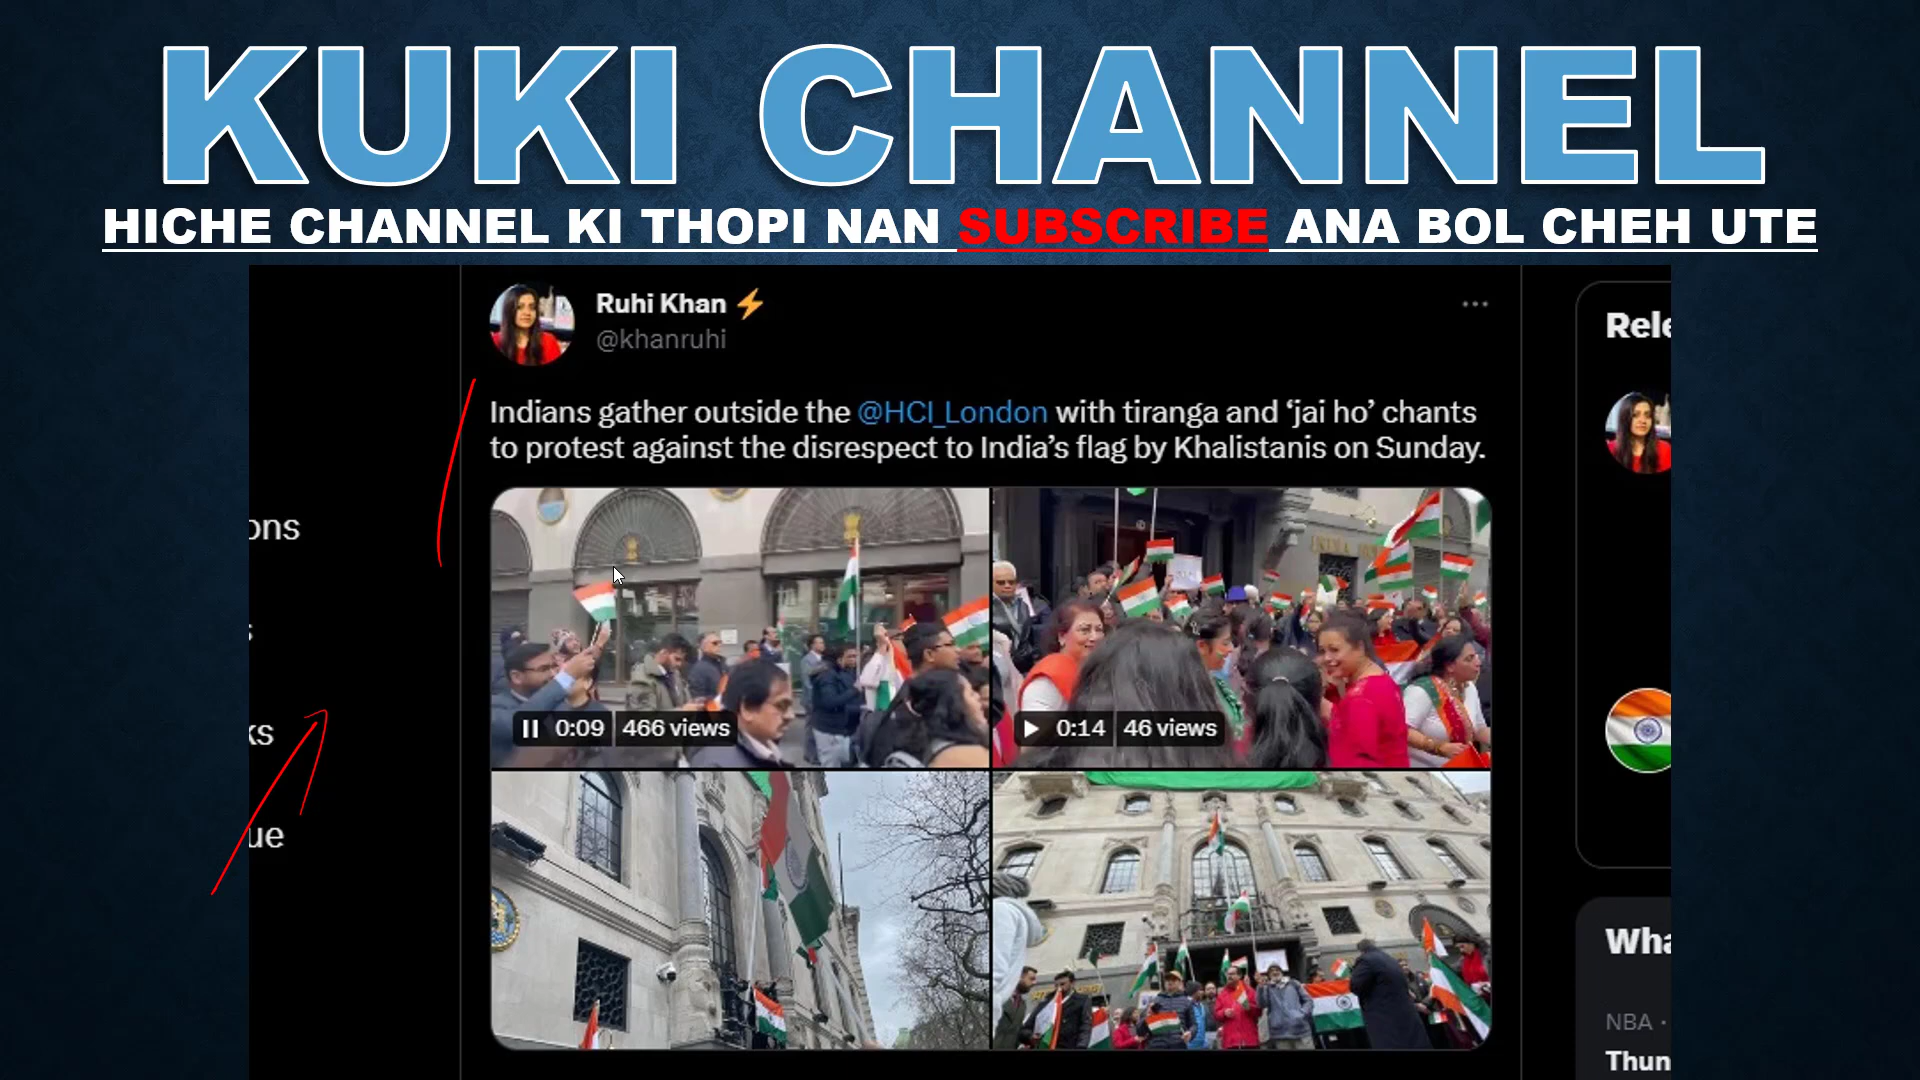 KUKI CHANNEL
HICHE CHANNEL KI THOPI NAN SUBSCRIBE ANA BOL CHEH UTE
Ruhi Khan⚡
@khanruhi
Indians gather outside the @HCI_London with tiranga and ‘jai ho’ chants
to protest against the disrespect to India’s flag by Khalistanis on Sunday.
0:09 466 views
0:14 46 views
ons
s
ks
ue
Rele
Wha
NBA ·
Thun